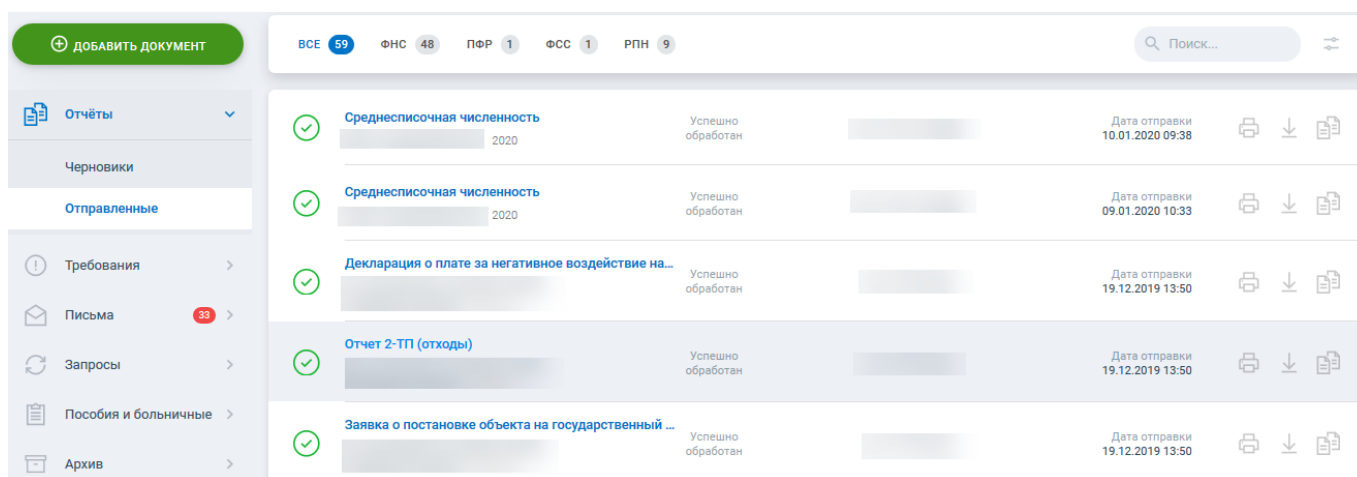 ДОБАВИТЬ ДОКУМЕНТ
ВСЕ 59 ФНС 48 ПФР 1 ФСС 1 РПН 9
Поиск...
Отчёты
Черновики
Отправленные
Требования
Письма 33
Запросы
Пособия и больничные
Архив
Среднесписочная численность
2020
Успешно
обработан
Дата отправки
10.01.2020 09:38
Среднесписочная численность
2020
Успешно
обработан
Дата отправки
09.01.2020 10:33
Декларация о плате за негативное воздействие на...
Успешно
обработан
Дата отправки
19.12.2019 13:50
Отчет 2-ТП (отходы)
Успешно
обработан
Дата отправки
19.12.2019 13:50
Заявка о постановке объекта на государственный ...
Успешно
обработан
Дата отправки
19.12.2019 13:50